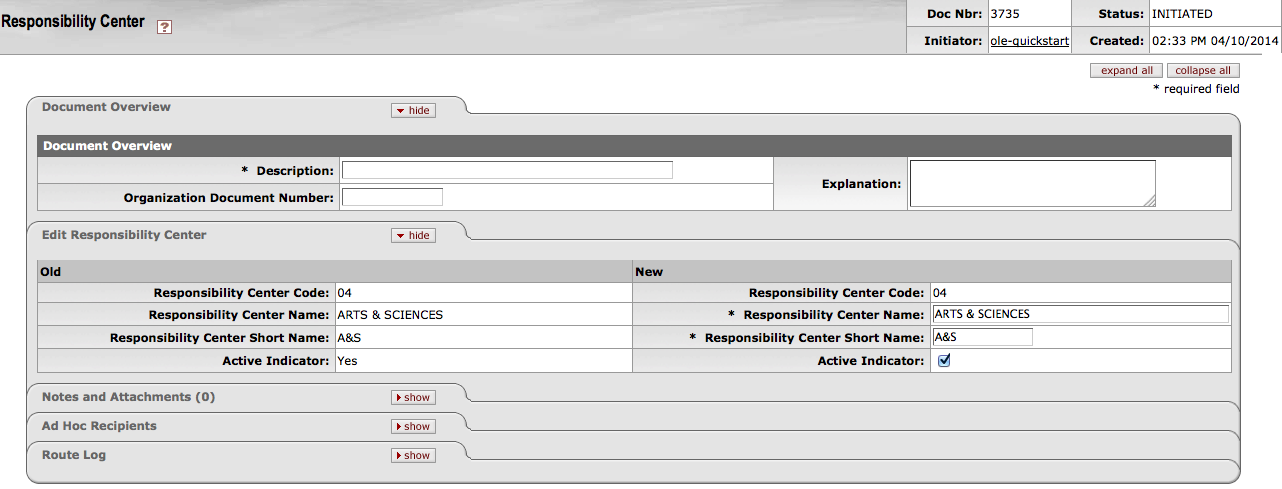 Responsibility Center ?
Doc Nbr: 3735 Status: INITIATED
Initiator: ole-quickstart Created: 02:33 PM 04/10/2014
expand all collapse all
* required field
Document Overview hide
Document Overview
* Description: Explanation:
Organization Document Number:
Edit Responsibility Center hide
Old New
Responsibility Center Code: 04 Responsibility Center Code: 04
Responsibility Center Name: ARTS & SCIENCES * Responsibility Center Name: ARTS & SCIENCES
Responsibility Center Short Name: A&S * Responsibility Center Short Name: A&S
Active Indicator: Yes Active Indicator:
Notes and Attachments (0) show
Ad Hoc Recipients show
Route Log show